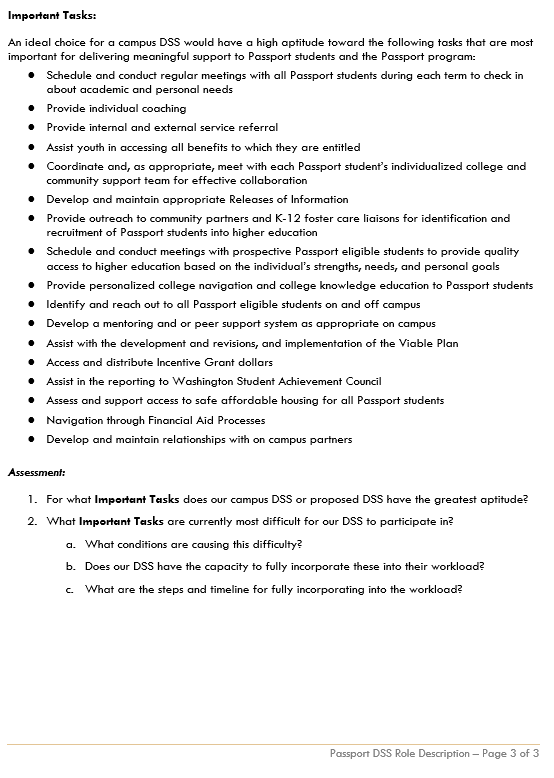 Important Tasks:
An ideal choice for a campus DSS would have a high aptitude toward the following tasks that are most
important for delivering meaningful support to Passport students and the Passport program:
● Schedule and conduct regular meetings with all Passport students during each term to check in
about academic and personal needs
● Provide individual coaching
● Provide internal and external service referral
● Assist youth in accessing all benefits to which they are entitled
● Coordinate and, as appropriate, meet with each Passport student's individualized college and
community support team for effective collaboration
● Develop and maintain appropriate Releases of Information
● Provide outreach to community partners and K-12 foster care liaisons for identification and
recruitment of Passport students into higher education
● Schedule and conduct meetings with prospective Passport eligible students to provide quality
access to higher education based on the individual's strengths, needs, and personal goals
● Provide personalized college navigation and college knowledge education to Passport students
● Identify and reach out to all Passport eligible students on and off campus
● Develop a mentoring and or peer support system as appropriate on campus
● Assist with the development and revisions, and implementation of the Viable Plan
● Access and distribute Incentive Grant dollars
● Assist in the reporting to Washington Student Achievement Council
● Assess and support access to safe affordable housing for all Passport students
● Navigation through Financial Aid Processes
● Develop and maintain relationships with on campus partners
Assessment:
1. For what Important Tasks does our campus DSS or proposed DSS have the greatest aptitude?
2. What Important Tasks are currently most difficult for our DSS to participate in?
a. What conditions are causing this difficulty?
b. Does our DSS have the capacity to fully incorporate these into their workload?
c. What are the steps and timeline for fully incorporating into the workload?
Passport DSS Role Description – Page 3 of 3